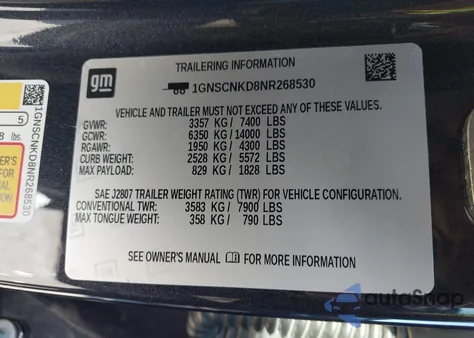 TRAILERING INFORMATION
gm
1GNSCNKD8NR268530
VEHICLE AND TRAILER MUST NOT EXCEED ANY OF THESE VALUES.
GVWR: 3357 KG / 7400 LBS
GCWR: 6350 KG / 14000 LBS
RGAWR: 1950 KG / 4300 LBS
CURB WEIGHT: 2528 KG / 5572 LBS
MAX PAYLOAD: 829 KG / 1828 LBS
SAE J2807 TRAILER WEIGHT RATING (TWR) FOR VEHICLE CONFIGURATION.
CONVENTIONAL TWR: 3583 KG / 7900 LBS
MAX TONGUE WEIGHT: 358 KG / 790 LBS
SEE OWNER'S MANUAL FOR MORE INFORMATION
5
lbs.
1GNSCNKD8NR268530
autoSnap